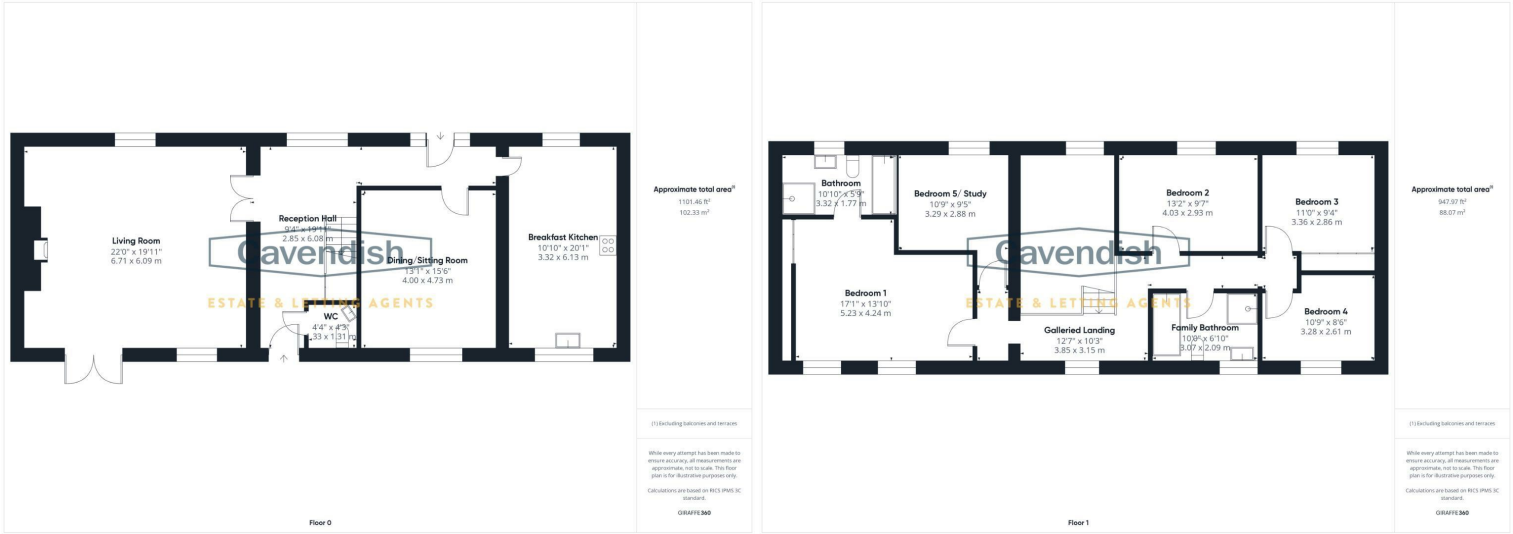 Living Room
22'0" x 19'11"
6.71 x 6.09 m
Reception Hall
9'4" x 19'11"
2.85 x 6.08 m
Cavendish
ESTATE & LETTING AGENTS
Dining/Sitting Room
13'1" x 15'6"
4.00 x 4.73 m
WC
4'4" x 4'3"
1.33 x 1.31 m
Breakfast Kitchen
10'10" x 20'1"
3.32 x 6.13 m
Floor 0
Approximate total area(1)
1101.46 ft²
102.33 m²
(1) Excluding balconies and terraces
While every attempt has been made to
ensure accuracy, all measurements are
approximate, not to scale. This floor
plan is for illustrative purposes only.
Calculations are based on RICS IPMS 3C
standard.
GIRAFFE360
Bathroom
10'10" x 5'9"
3.32 x 1.77 m
Bedroom 5/ Study
10'9" x 9'5"
3.29 x 2.88 m
Bedroom 2
13'2" x 9'7"
4.03 x 2.93 m
Bedroom 3
11'0" x 9'4"
3.36 x 2.86 m
Cavendish
ESTATE & LETTING AGENTS
Bedroom 1
17'1" x 13'10"
5.23 x 4.24 m
Galleried Landing
12'7" x 10'3"
3.85 x 3.15 m
Family Bathroom
x 6'10"
3.07 x 2.09 m
Bedroom 4
10'9" x 8'6"
3.28 x 2.61 m
Floor 1
Approximate total area(1)
947.97 ft²
88.07 m²
(1) Excluding balconies and terraces
While every attempt has been made to
ensure accuracy, all measurements are
approximate, not to scale. This floor
plan is for illustrative purposes only.
Calculations are based on RICS IPMS 3C
standard.
GIRAFFE360